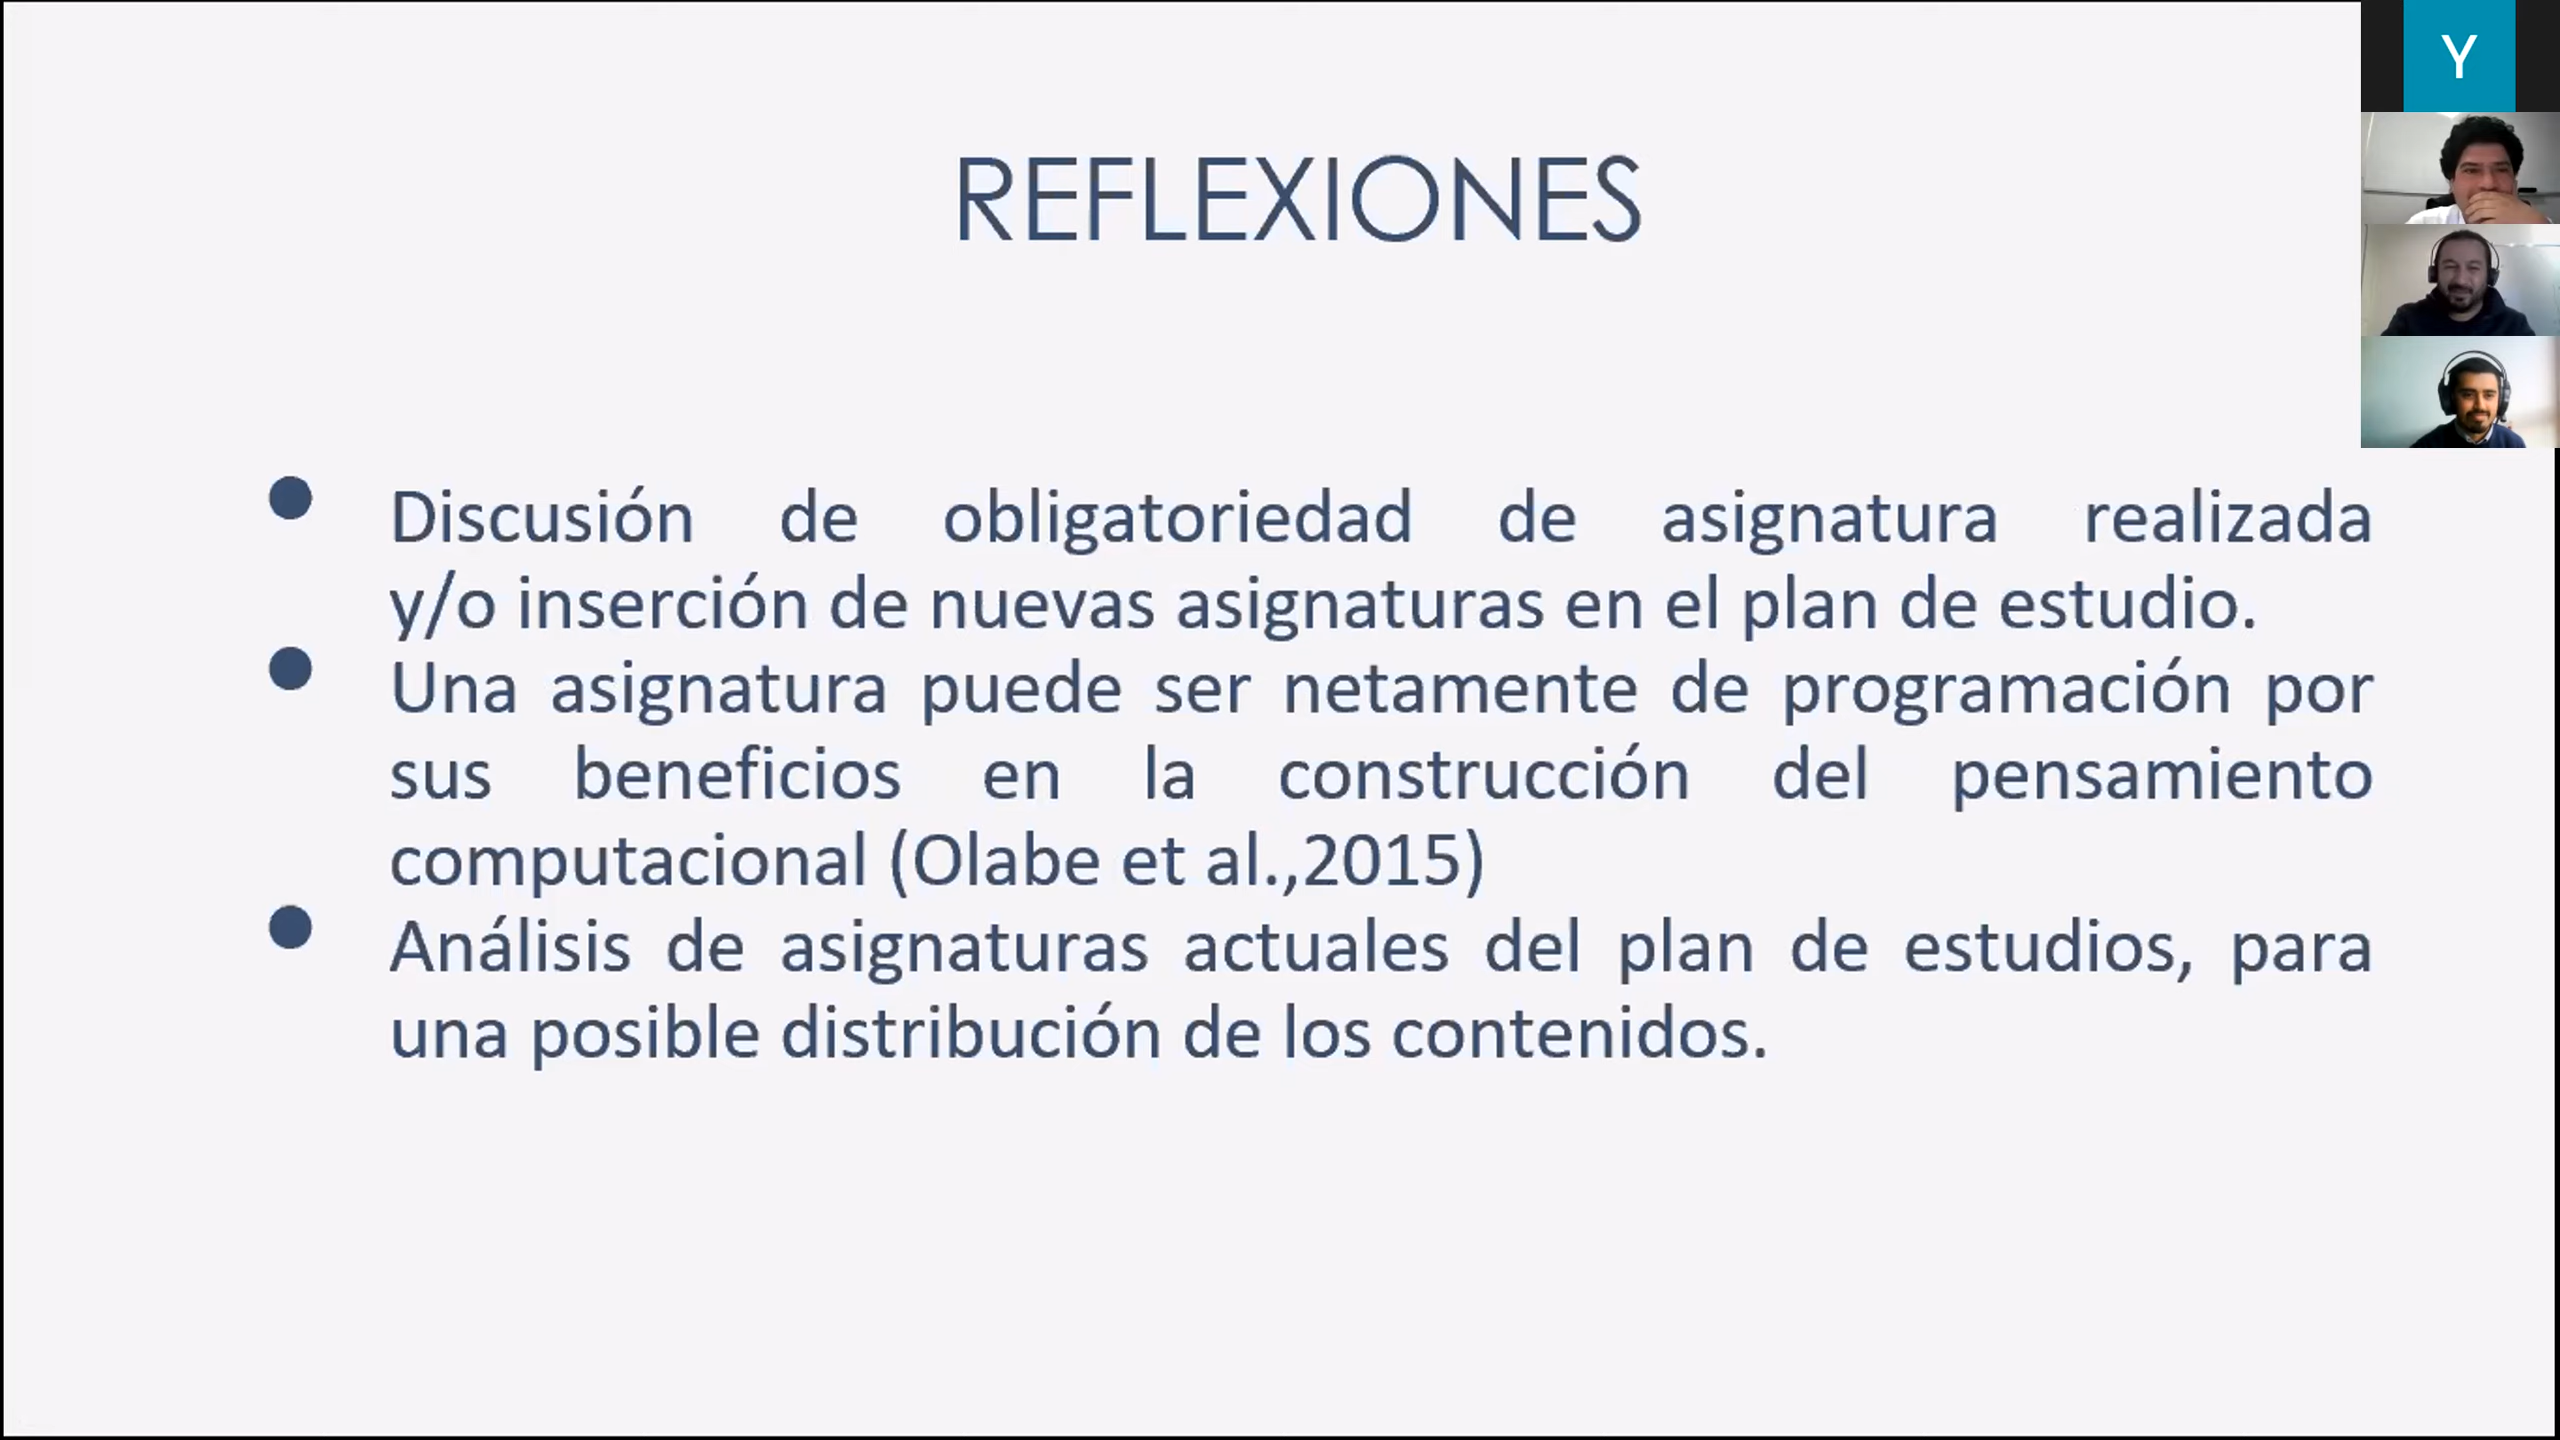 Y
REFLEXIONES
Discusión de obligatoriedad de asignatura realizada
y/o inserción de nuevas asignaturas en el plan de estudio.
Una asignatura puede ser netamente de programación por
sus beneficios en la construcción del pensamiento
computacional (Olabe et al.,2015)
Análisis de asignaturas actuales del plan de estudios, para
una posible distribución de los contenidos.